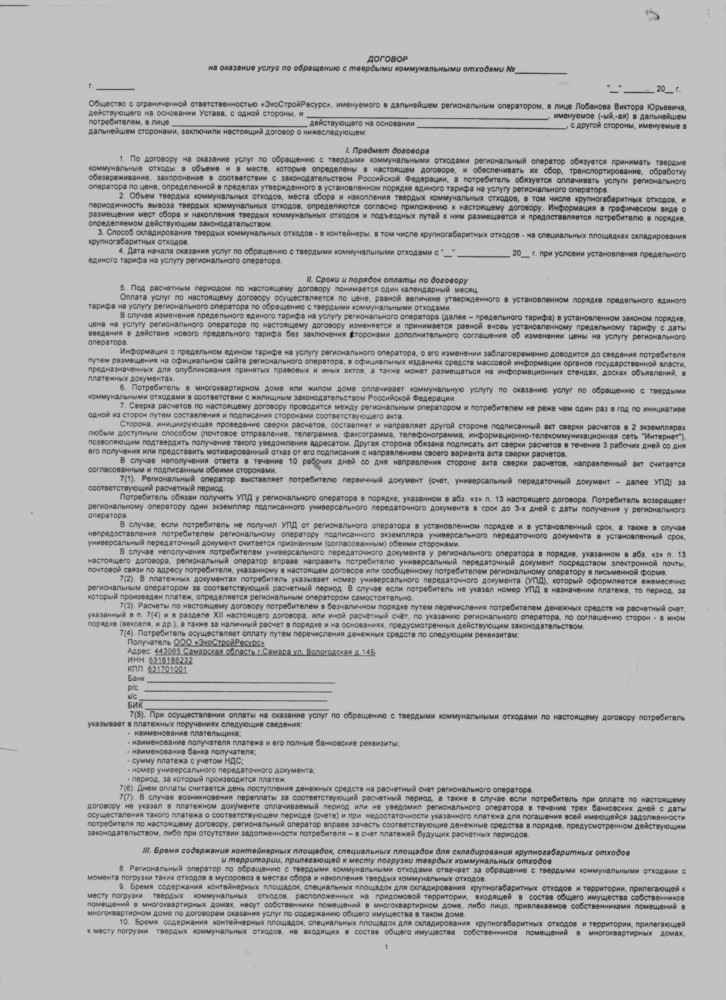 ДОГОВОР
на оказание услуг по обращению с твердыми коммунальными отходами №___________
г. ________ "__" ______ 20__ г.
Общество с ограниченной ответственностью «ЭкоСтройРесурс», именуемого в дальнейшем региональным оператором, в лице Лобанова Виктора Юрьевича,
действующего на основании Устава, с одной стороны, и ____________________, именуемое (-ый,-ая) в дальнейшем
потребителем, в лице ____________________ действующего на основании ____________________, с другой стороны, именуемые в
дальнейшем сторонами, заключили настоящий договор о нижеследующем:
I. Предмет договора
1. По договору на оказание услуг по обращению с твердыми коммунальными отходами региональный оператор обязуется принимать твердые
коммунальные отходы в объеме и в месте, которые определены в настоящем договоре, и обеспечивать их сбор, транспортирование, обработку
обезвреживание, захоронение в соответствии с законодательством Российской Федерации, а потребитель обязуется оплачивать услуги регионального
оператора по цене, определенной в пределах утвержденного в установленном порядке единого тарифа на услугу регионального оператора.
2. Объем твердых коммунальных отходов, места сбора и накопления твердых коммунальных отходов, в том числе крупногабаритных отходов, и
периодичность вывоза твердых коммунальных отходов, определяются согласно приложению к настоящему договору. Информация в графическом виде о
размещении мест сбора и накопления твердых коммунальных отходов и подъездных путей к ним размещается и предоставляется потребителю в порядке,
определяемом действующим законодательством.
3. Способ складирования твердых коммунальных отходов - в контейнеры, в том числе крупногабаритных отходов - на специальных площадках складирования
крупногабаритных отходов.
4. Дата начала оказания услуг по обращению с твердыми коммунальными отходами с "__" ___________ 20__ г. при условии установления предельного
единого тарифа на услугу регионального оператора.
II. Сроки и порядок оплаты по договору
5. Под расчетным периодом по настоящему договору понимается один календарный месяц.
Оплата услуг по настоящему договору осуществляется по цене, равной величине утвержденного в установленном порядке предельного единого
тарифа на услугу регионального оператора по обращению с твердыми коммунальными отходами.
В случае изменения предельного единого тарифа на услугу регионального оператора (далее – предельного тарифа) в установленном законом порядке,
цена на услугу регионального оператора по настоящему договору изменяется и принимается равной вновь установленному предельному тарифу с даты
введения в действие нового предельного тарифа без заключения сторонами дополнительного соглашения об изменении цены на услугу регионального
оператора.
Информация о предельном едином тарифе на услугу регионального оператора, о его изменении заблаговременно доводится до сведения потребителя
путем размещения на официальном сайте регионального оператора, в официальных изданиях средств массовой информации органов государственной власти,
предназначенных для опубликования принятых правовых и иных актов, а также может размещаться на информационных стендах, досках объявлений, в
платежных документах.
6. Потребитель в многоквартирном доме или жилом доме оплачивает коммунальную услугу по оказанию услуг по обращению с твердыми
коммунальными отходами в соответствии с жилищным законодательством Российской Федерации.
7. Сверка расчетов по настоящему договору проводится между региональным оператором и потребителем не реже чем один раз в год по инициативе
одной из сторон путем составления и подписания сторонами соответствующего акта.
Сторона, инициирующая проведение сверки расчетов, составляет и направляет другой стороне подписанный акт сверки расчетов в 2 экземплярах
любым доступным способом (почтовое отправление, телеграмма, факсограмма, телефонограмма, информационно-телекоммуникационная сеть "Интернет"),
позволяющим подтвердить получение такого уведомления адресатом. Другая сторона обязана подписать акт сверки расчетов в течение 3 рабочих дней со дня
его получения или представить мотивированный отказ от его подписания с направлением своего варианта акта сверки расчетов.
В случае неполучения ответа в течение 10 рабочих дней со дня направления стороне акта сверки расчетов, направленный акт считается
согласованным и подписанным обеими сторонами.
7(1). Региональный оператор выставляет потребителю первичный документ (счет, универсальный передаточный документ – далее УПД) за
соответствующий расчетный период.
Потребитель обязан получить УПД у регионального оператора в порядке, указанном в абз. «з» п. 13 настоящего договора. Потребитель возвращает
региональному оператору один экземпляр подписанного универсального передаточного документа в срок до 3-х дней с даты получения у регионального
оператора.
В случае, если потребитель не получил УПД от регионального оператора в установленном порядке и в установленный срок, а также в случае
непредоставления потребителем региональному оператору подписанного экземпляра универсального передаточного документа в установленный срок,
универсальный передаточный документ считается признанным (согласованным) обеими сторонами.
В случае неполучения потребителем универсального передаточного документа у регионального оператора в порядке, указанном в абз. «з» п. 13
настоящего договора, региональный оператор вправе направить потребителю универсальный передаточный документ посредством электронной почты,
почтовой связи по адресу потребителя, указанному в настоящем договоре или сообщенному потребителем региональному оператору в письменной форме.
7(2). В платежных документах потребитель указывает номер универсального передаточного документа (УПД), который оформляется ежемесячно
региональным оператором за соответствующий расчетный период. В случае если потребитель не указал номер УПД в назначении платежа, то период, за
который произведен платеж, определяется региональным оператором самостоятельно.
7(3). Расчеты по настоящему договору потребителем в безналичном порядке путем перечисления потребителем денежных средств на расчетный счет,
указанный в п. 7(4) и в разделе XII настоящего договора, или иной расчётный счёт, по указанию регионального оператора, по соглашению сторон - в ином
порядке (векселя, и др.), а также за наличный расчет в порядке и на основаниях, предусмотренных действующим законодательством.
7(4). Потребитель осуществляет оплату путем перечисления денежных средств по следующим реквизитам:
Получатель ООО «ЭкоСтройРесурс»
Адрес: 443065 Самарская область г.Самара ул. Вологодская д.14Б
ИНН 6316186232
КПП 631701001
Банк ____________________
р/с ____________________
к/с ____________________
БИК ____________________
7(5). При осуществлении оплаты на оказание услуг по обращению с твердыми коммунальными отходами по настоящему договору потребитель
указывает в платежных поручениях следующие сведения:
- наименование плательщика;
- наименование получателя платежа и его полные банковские реквизиты;
- наименование банка получателя;
- сумму платежа с учетом НДС;
- номер универсального передаточного документа;
- период, за который производится платеж.
7(6). Днем оплаты считается день поступления денежных средств на расчетный счет регионального оператора.
7(7). В случае возникновения переплаты за соответствующий расчетный период, а также в случае если потребитель при оплате по настоящему
договору не указал в платежном документе оплачиваемый период или не уведомил регионального оператора в течение трех банковских дней с даты
осуществления такого платежа о соответствующем периоде (счете) и при недостаточности указанного платежа для погашения всей имеющейся задолженности
потребителя по настоящему договору, региональный оператор вправе зачесть соответствующие денежные средства в порядке, предусмотренном действующим
законодательством, либо при отсутствии задолженности потребителя – в счет платежей будущих расчетных периодов.
III. Бремя содержания контейнерных площадок, специальных площадок для складирования крупногабаритных отходов
и территории, прилегающей к месту погрузки твердых коммунальных отходов
8. Региональный оператор по обращению с твердыми коммунальными отходами отвечает за обращение с твердыми коммунальными отходами с
момента погрузки таких отходов в мусоровоз в местах сбора и накопления твердых коммунальных отходов.
9. Бремя содержания контейнерных площадок, специальных площадок для складирования крупногабаритных отходов и территории, прилегающей к
месту погрузки твердых коммунальных отходов, расположенных на придомовой территории, входящей в состав общего имущества собственников
помещений в многоквартирных домах, несут собственники помещений в многоквартирном доме, либо лицо, привлекаемое собственниками помещений в
многоквартирном доме по договорам оказания услуг по содержанию общего имущества в таком доме.
10. Бремя содержания контейнерных площадок, специальных площадок для складирования крупногабаритных отходов и территории, прилегающей
к месту погрузки твердых коммунальных отходов, не входящих в состав общего имущества собственников помещений в многоквартирных домах,
1